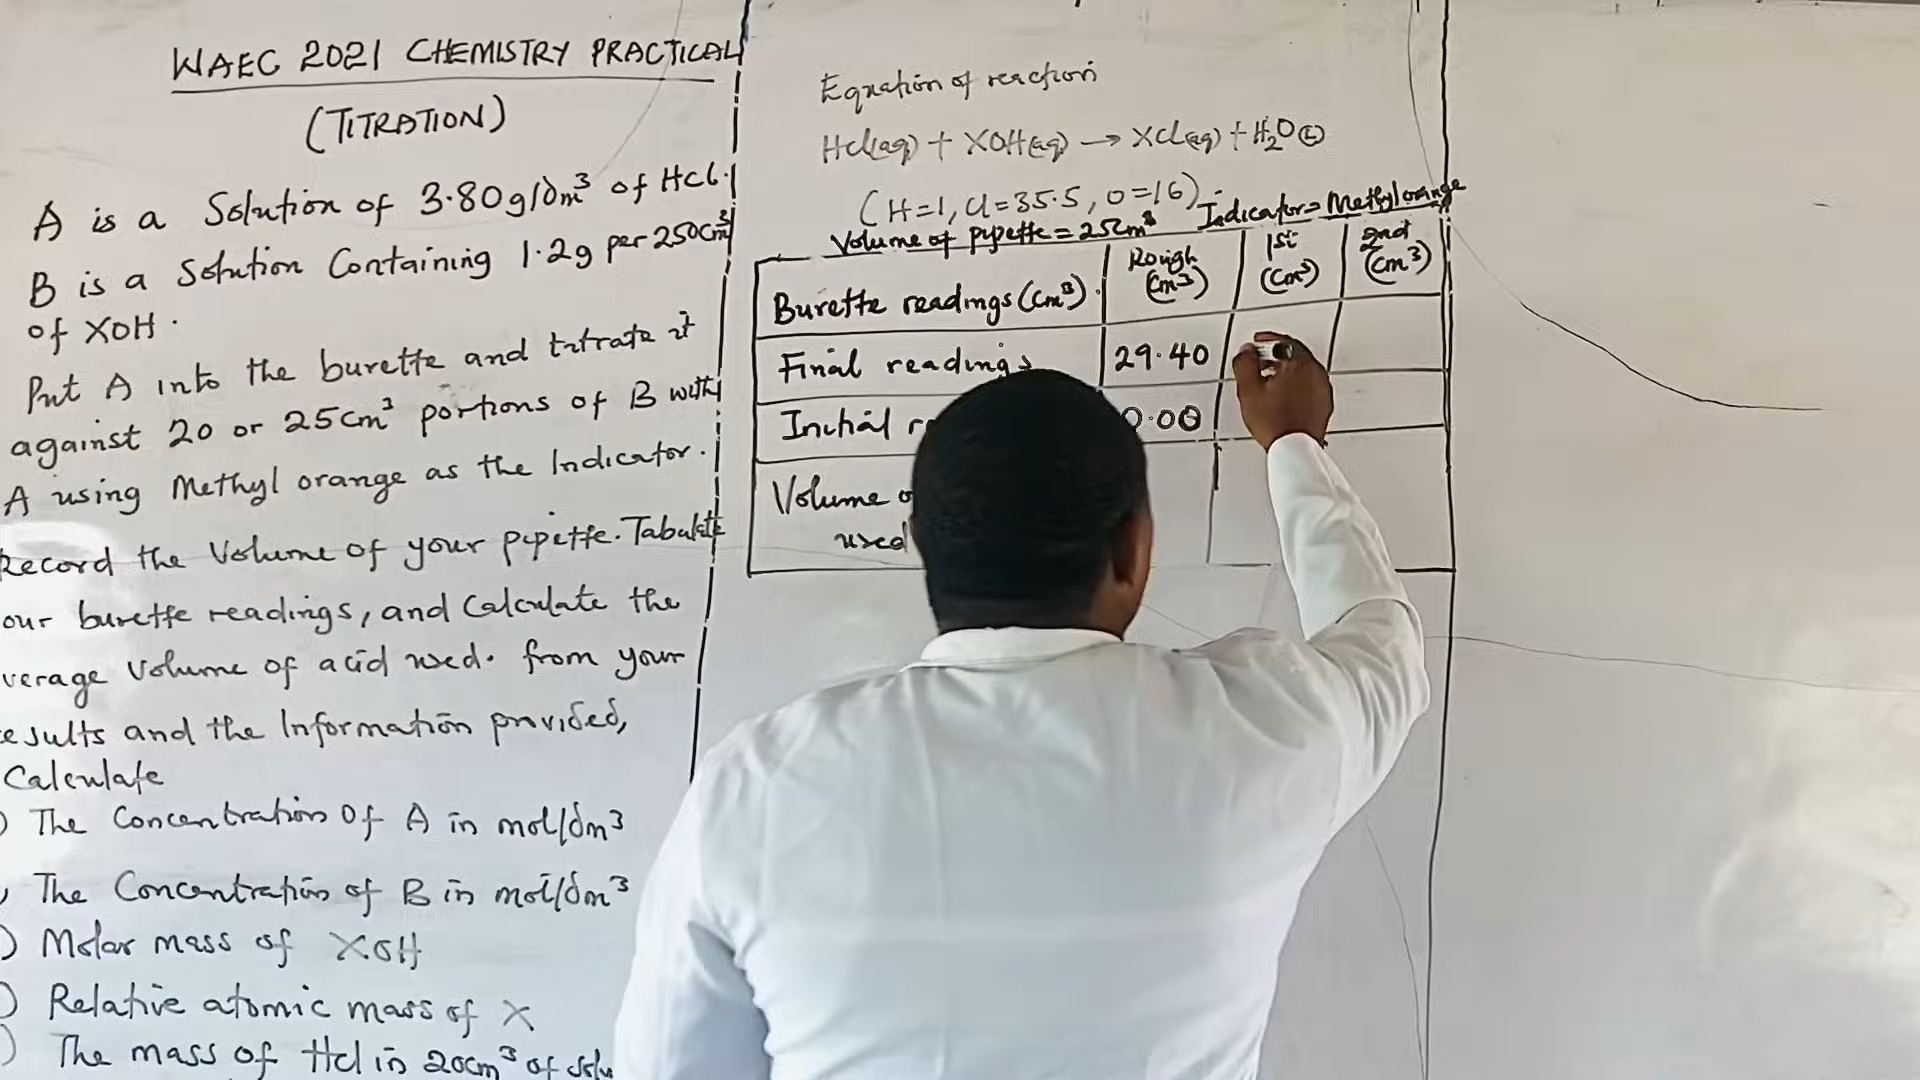 WAEC 2021 CHEMISTRY PRACTICAL
(TITRATION)
A is a Solution of 3.80g/dm³ of HCl.
B is a Solution Containing 1.2g per 250cm³
of XOH.
Put A into the burette and titrate it
against 20 or 25cm³ portions of B with
A using Methyl orange as the Indicator.
Record the Volume of your pipette. Tabulate
our burette readings, and Calculate the
verage Volume of acid used. from your
esults and the Information provided,
Calculate
) The Concentration Of A in mol/dm³
) The Concentration of B in mol/dm³
) Molar mass of XOH
) Relative atomic mass of X
) The mass of HCl in 20cm³ of Solu
Equation of reaction
HCl(aq) + XOH(aq) → XCl(aq) + H₂O(L)
(H=1, Cl=35.5, O=16)
Indicator = Methyl orange
Volume of pipette = 25cm³
Burette readings (cm³) Rough (cm³) 1st (cm³) 2nd (cm³)
Final readings 29.40
Initial r 0.00
Volume o
used